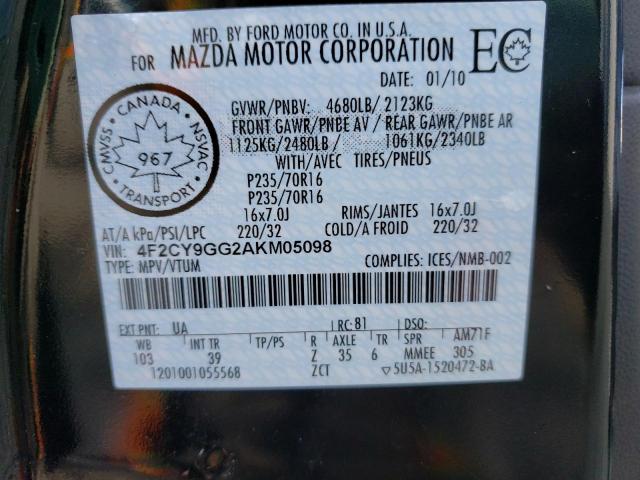 MFD. BY FORD MOTOR CO. IN U.S.A.
FOR MAZDA MOTOR CORPORATION
EC
DATE: 01/10
CANADA
CMVSS NSVAC
967
TRANSPORT
GVWR/PNBV: 4680LB/ 2123KG
FRONT GAWR/PNBE AV / REAR GAWR/PNBE AR
1125KG/2480LB / 1061KG/2340LB
WITH/AVEC TIRES/PNEUS
P235/70R16
P235/70R16
16x7.0J RIMS/JANTES 16x7.0J
AT/A kPa/PSI/LPC 220/32 COLD/A FROID 220/32
VIN: 4F2CY9GG2AKM05098
TYPE: MPV/VTUM COMPLIES: ICES/NMB-002
EXT PNT: UA RC: 81 DSO:
WB INT TR TP/PS R AXLE TR SPR AM71F
103 39 Z 35 6 MMEE 305
1201001055568 ZCT 5U5A-1520472-BA